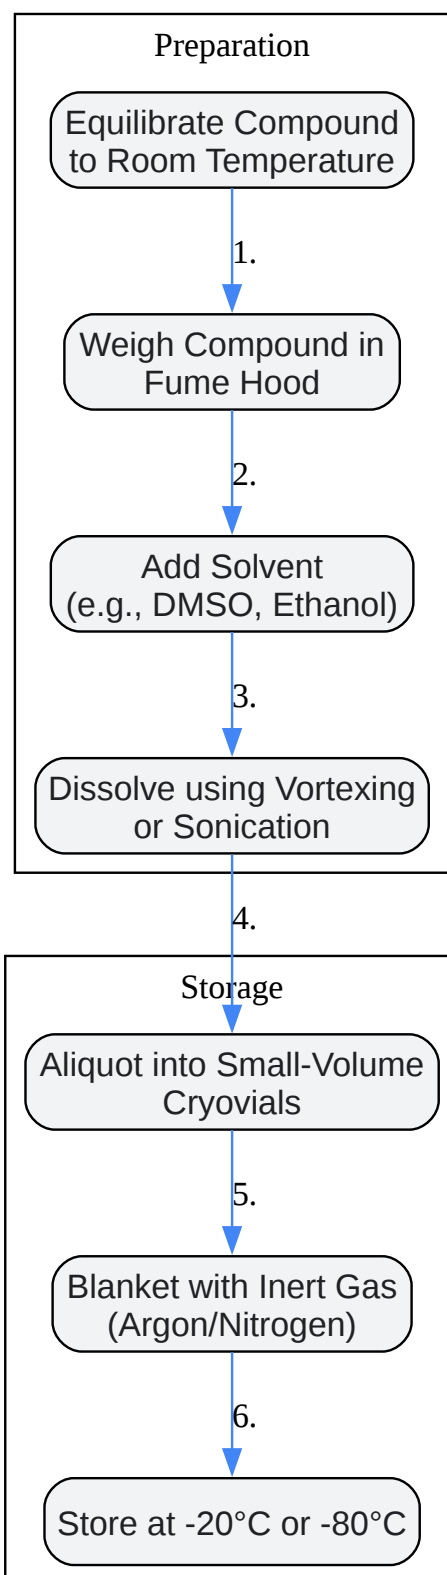 Preparation
Equilibrate Compound
to Room Temperature
1.
Weigh Compound in
Fume Hood
2.
Add Solvent
(e.g., DMSO, Ethanol)
3.
Dissolve using Vortexing
or Sonication
4.
Storage
Aliquot into Small-Volume
Cryovials
5.
Blanket with Inert Gas
(Argon/Nitrogen)
6.
Store at -20°C or -80°C